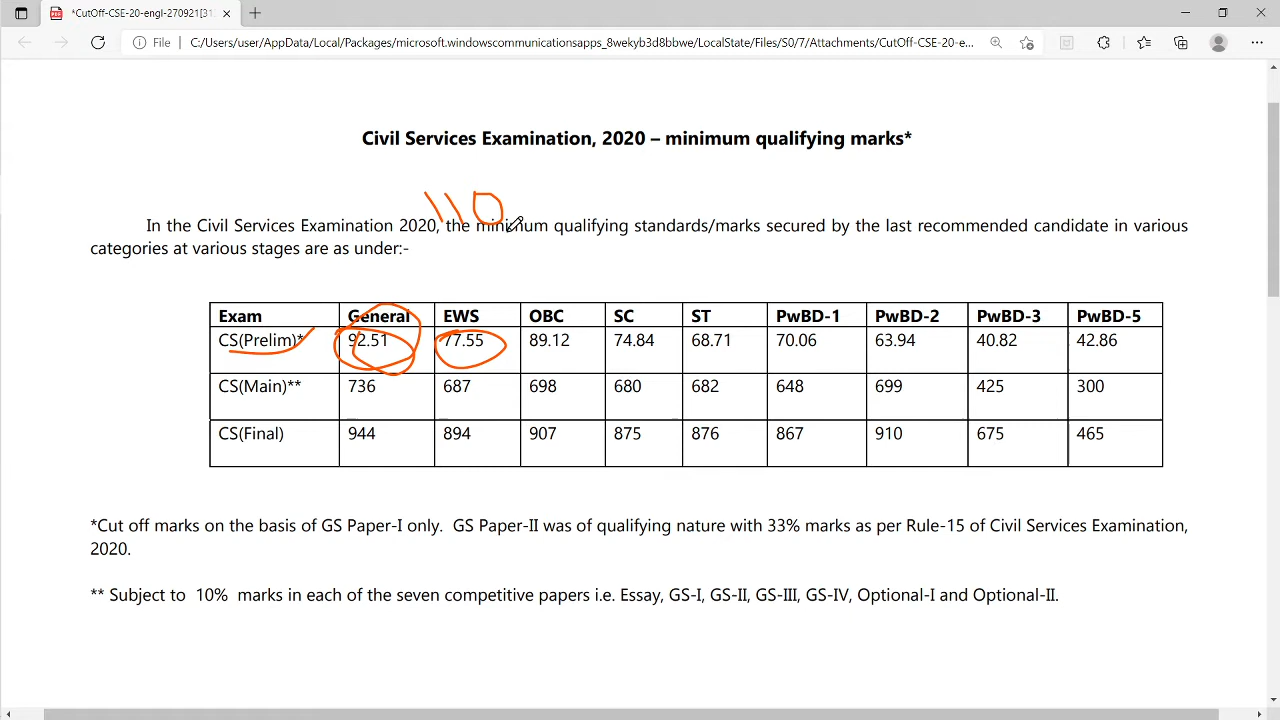 *CutOff-CSE-20-engl-270921[31
File
C:/Users/user/AppData/Local/Packages/microsoft.windowscommunicationsapps_8wekyb3d8bbwe/LocalState/Files/S0/7/Attachments/CutOff-CSE-20-e...
Civil Services Examination, 2020 – minimum qualifying marks*
110
In the Civil Services Examination 2020, the minimum qualifying standards/marks secured by the last recommended candidate in various
categories at various stages are as under:-
Exam General EWS OBC SC ST PwBD-1 PwBD-2 PwBD-3 PwBD-5
CS(Prelim)* 92.51 77.55 89.12 74.84 68.71 70.06 63.94 40.82 42.86
CS(Main)** 736 687 698 680 682 648 699 425 300
CS(Final) 944 894 907 875 876 867 910 675 465
*Cut off marks on the basis of GS Paper-I only. GS Paper-II was of qualifying nature with 33% marks as per Rule-15 of Civil Services Examination,
2020.
** Subject to 10% marks in each of the seven competitive papers i.e. Essay, GS-I, GS-II, GS-III, GS-IV, Optional-I and Optional-II.